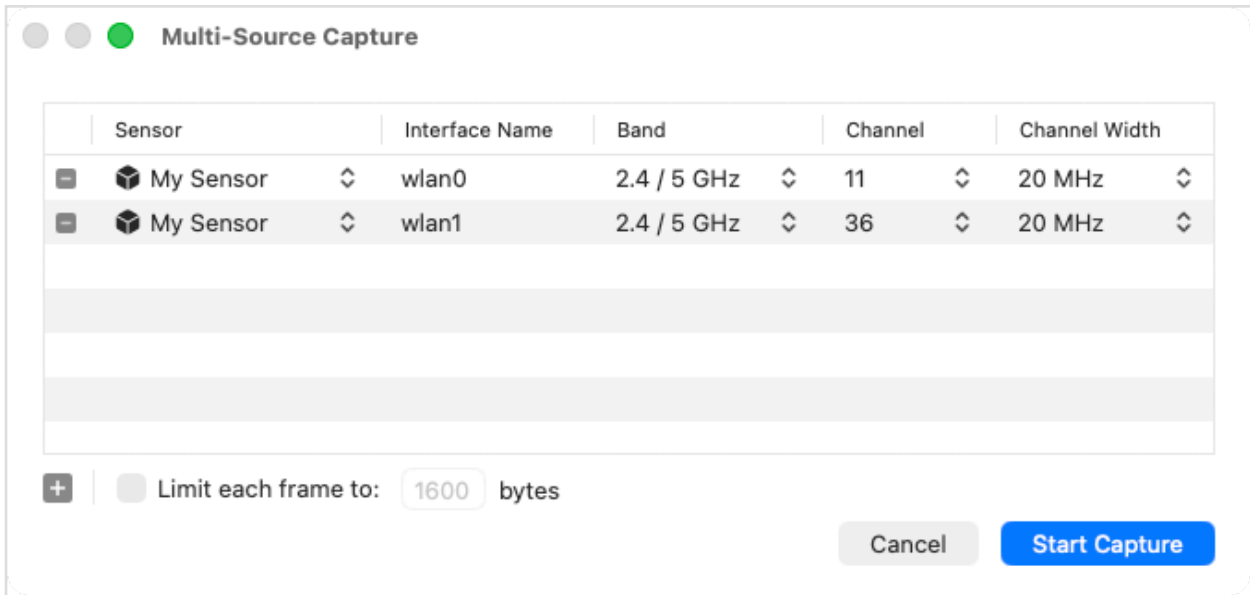 Multi-Source Capture
Sensor Interface Name Band Channel Channel Width
My Sensor wlan0 2.4 / 5 GHz 11 20 MHz
My Sensor wlan1 2.4 / 5 GHz 36 20 MHz
Limit each frame to: 1600 bytes
Cancel Start Capture